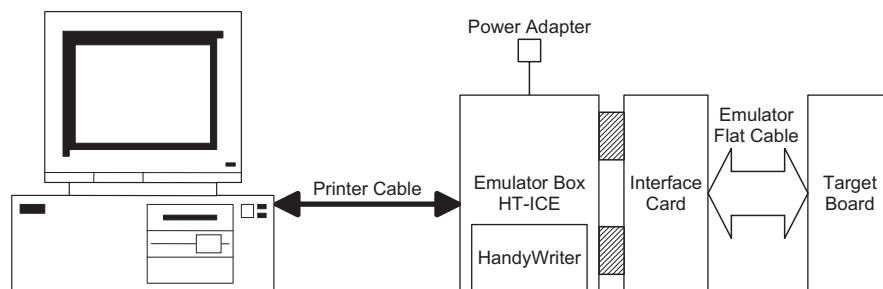 Power Adapter
Printer Cable
Emulator Box
HT-ICE
HandyWriter
Interface
Card
Emulator
Flat Cable
Target
Board